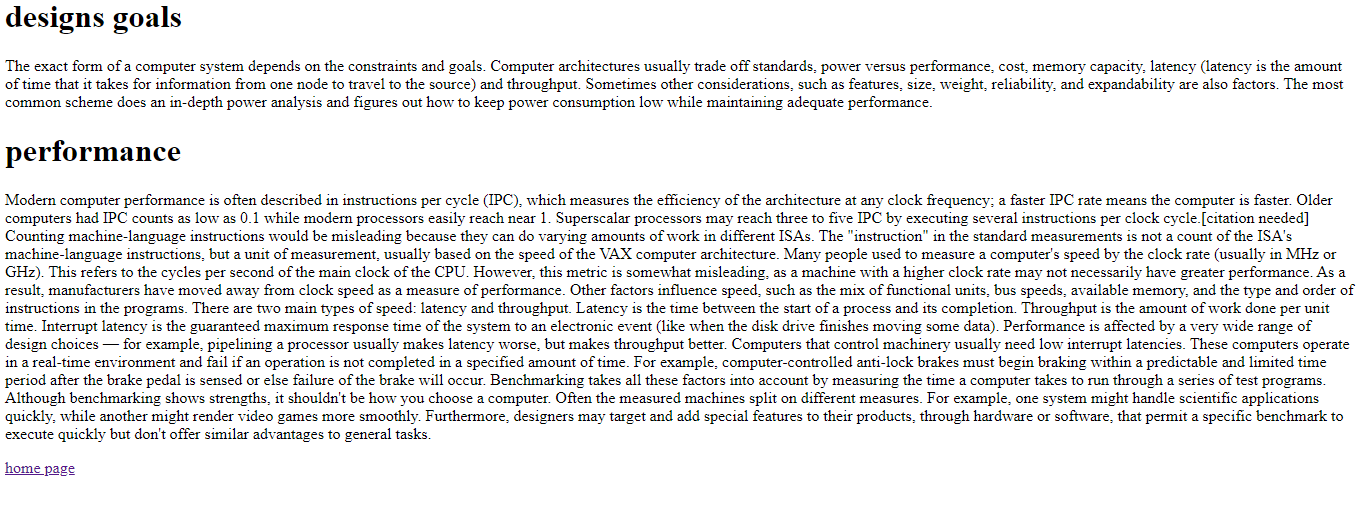 designs goals
The exact form of a computer system depends on the constraints and goals. Computer architectures usually trade off standards, power versus performance, cost, memory capacity, latency (latency is the amount
of time that it takes for information from one node to travel to the source) and throughput. Sometimes other considerations, such as features, size, weight, reliability, and expandability are also factors. The most
common scheme does an in-depth power analysis and figures out how to keep power consumption low while maintaining adequate performance.
performance
Modern computer performance is often described in instructions per cycle (IPC), which measures the efficiency of the architecture at any clock frequency; a faster IPC rate means the computer is faster. Older
computers had IPC counts as low as 0.1 while modern processors easily reach near 1. Superscalar processors may reach three to five IPC by executing several instructions per clock cycle.[citation needed]
Counting machine-language instructions would be misleading because they can do varying amounts of work in different ISAs. The "instruction" in the standard measurements is not a count of the ISA's
machine-language instructions, but a unit of measurement, usually based on the speed of the VAX computer architecture. Many people used to measure a computer's speed by the clock rate (usually in MHz or
GHz). This refers to the cycles per second of the main clock of the CPU. However, this metric is somewhat misleading, as a machine with a higher clock rate may not necessarily have greater performance. As a
result, manufacturers have moved away from clock speed as a measure of performance. Other factors influence speed, such as the mix of functional units, bus speeds, available memory, and the type and order of
instructions in the programs. There are two main types of speed: latency and throughput. Latency is the time between the start of a process and its completion. Throughput is the amount of work done per unit
time. Interrupt latency is the guaranteed maximum response time of the system to an electronic event (like when the disk drive finishes moving some data). Performance is affected by a very wide range of
design choices — for example, pipelining a processor usually makes latency worse, but makes throughput better. Computers that control machinery usually need low interrupt latencies. These computers operate
in a real-time environment and fail if an operation is not completed in a specified amount of time. For example, computer-controlled anti-lock brakes must begin braking within a predictable and limited time
period after the brake pedal is sensed or else failure of the brake will occur. Benchmarking takes all these factors into account by measuring the time a computer takes to run through a series of test programs.
Although benchmarking shows strengths, it shouldn't be how you choose a computer. Often the measured machines split on different measures. For example, one system might handle scientific applications
quickly, while another might render video games more smoothly. Furthermore, designers may target and add special features to their products, through hardware or software, that permit a specific benchmark to
execute quickly but don't offer similar advantages to general tasks.
home page